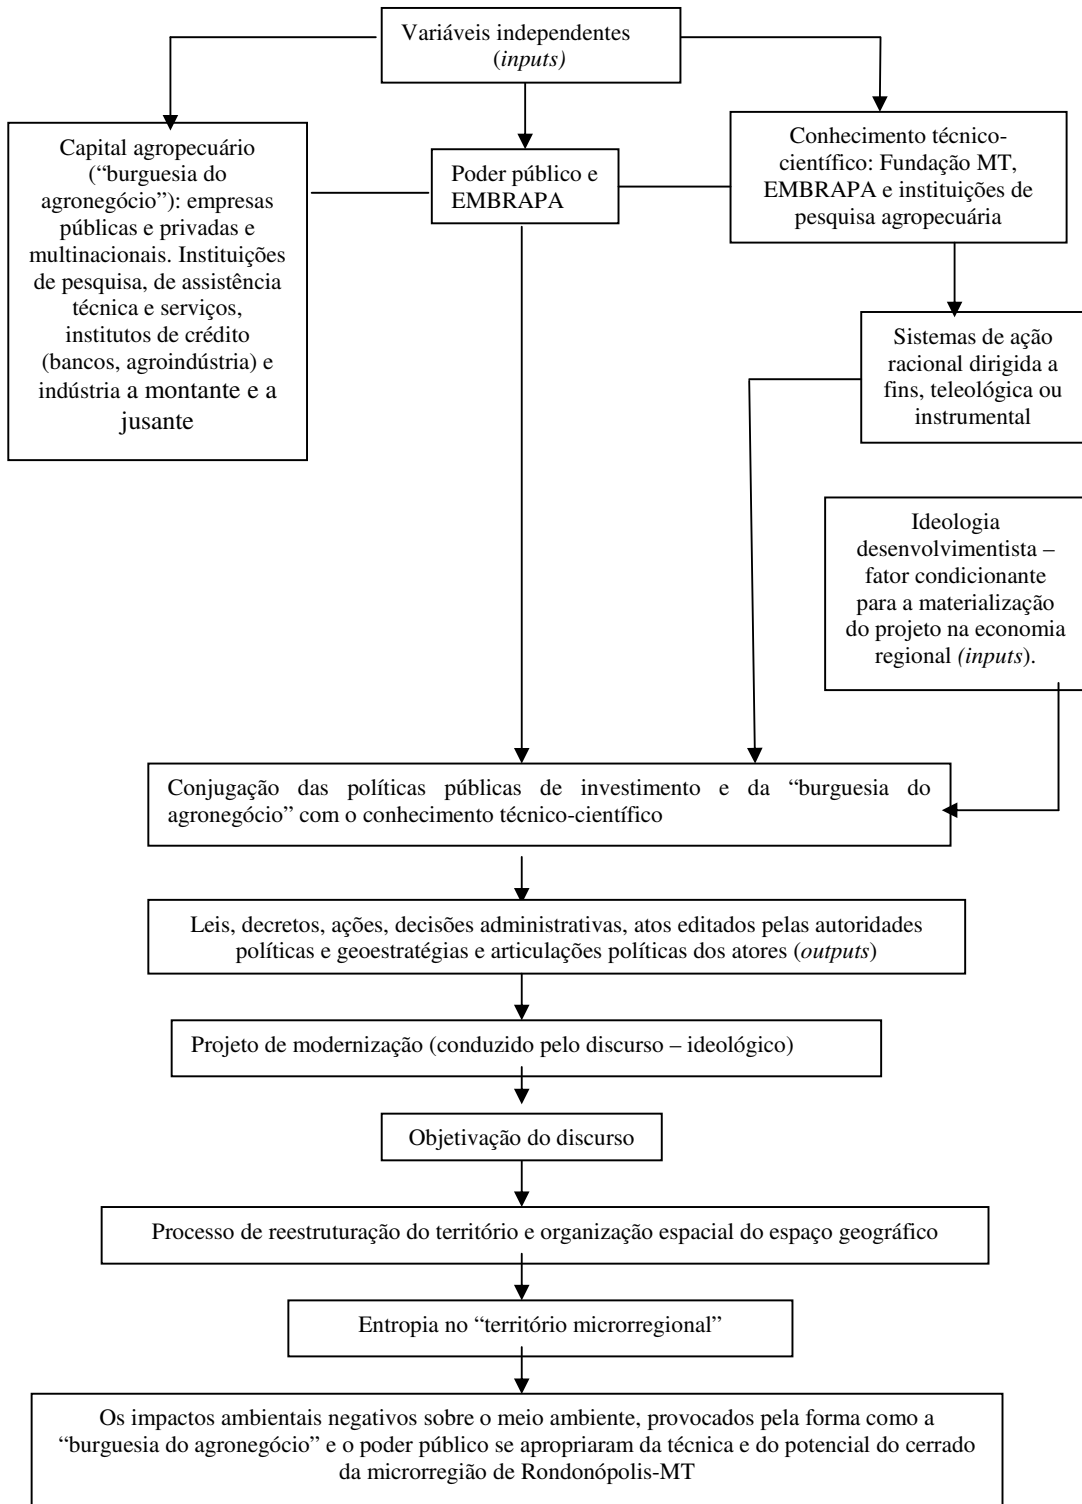 Variáveis independentes
(inputs)
Capital agropecuário
(“burguesia do
agronegócio”): empresas
públicas e privadas e
multinacionais. Instituições
de pesquisa, de assistência
técnica e serviços,
institutos de crédito
(bancos, agroindústria) e
indústria a montante e a
jusante
Poder público e
EMBRAPA
Conhecimento técnico-
científico: Fundação MT,
EMBRAPA e instituições de
pesquisa agropecuária
Sistemas de ação
racional dirigida a
fins, teleológica ou
instrumental
Ideologia
desenvolvimentista –
fator condicionante
para a materialização
do projeto na economia
regional (inputs).
Conjugação das políticas públicas de investimento e da “burguesia do
agronegócio” com o conhecimento técnico-científico
Leis, decretos, ações, decisões administrativas, atos editados pelas autoridades
políticas e geoestratégias e articulações políticas dos atores (outputs)
Projeto de modernização (conduzido pelo discurso – ideológico)
Objetivação do discurso
Processo de reestruturação do território e organização espacial do espaço geográfico
Entropia no “território microrregional”
Os impactos ambientais negativos sobre o meio ambiente, provocados pela forma como a
“burguesia do agronegócio” e o poder público se apropriaram da técnica e do potencial do cerrado
da microrregião de Rondonópolis-MT